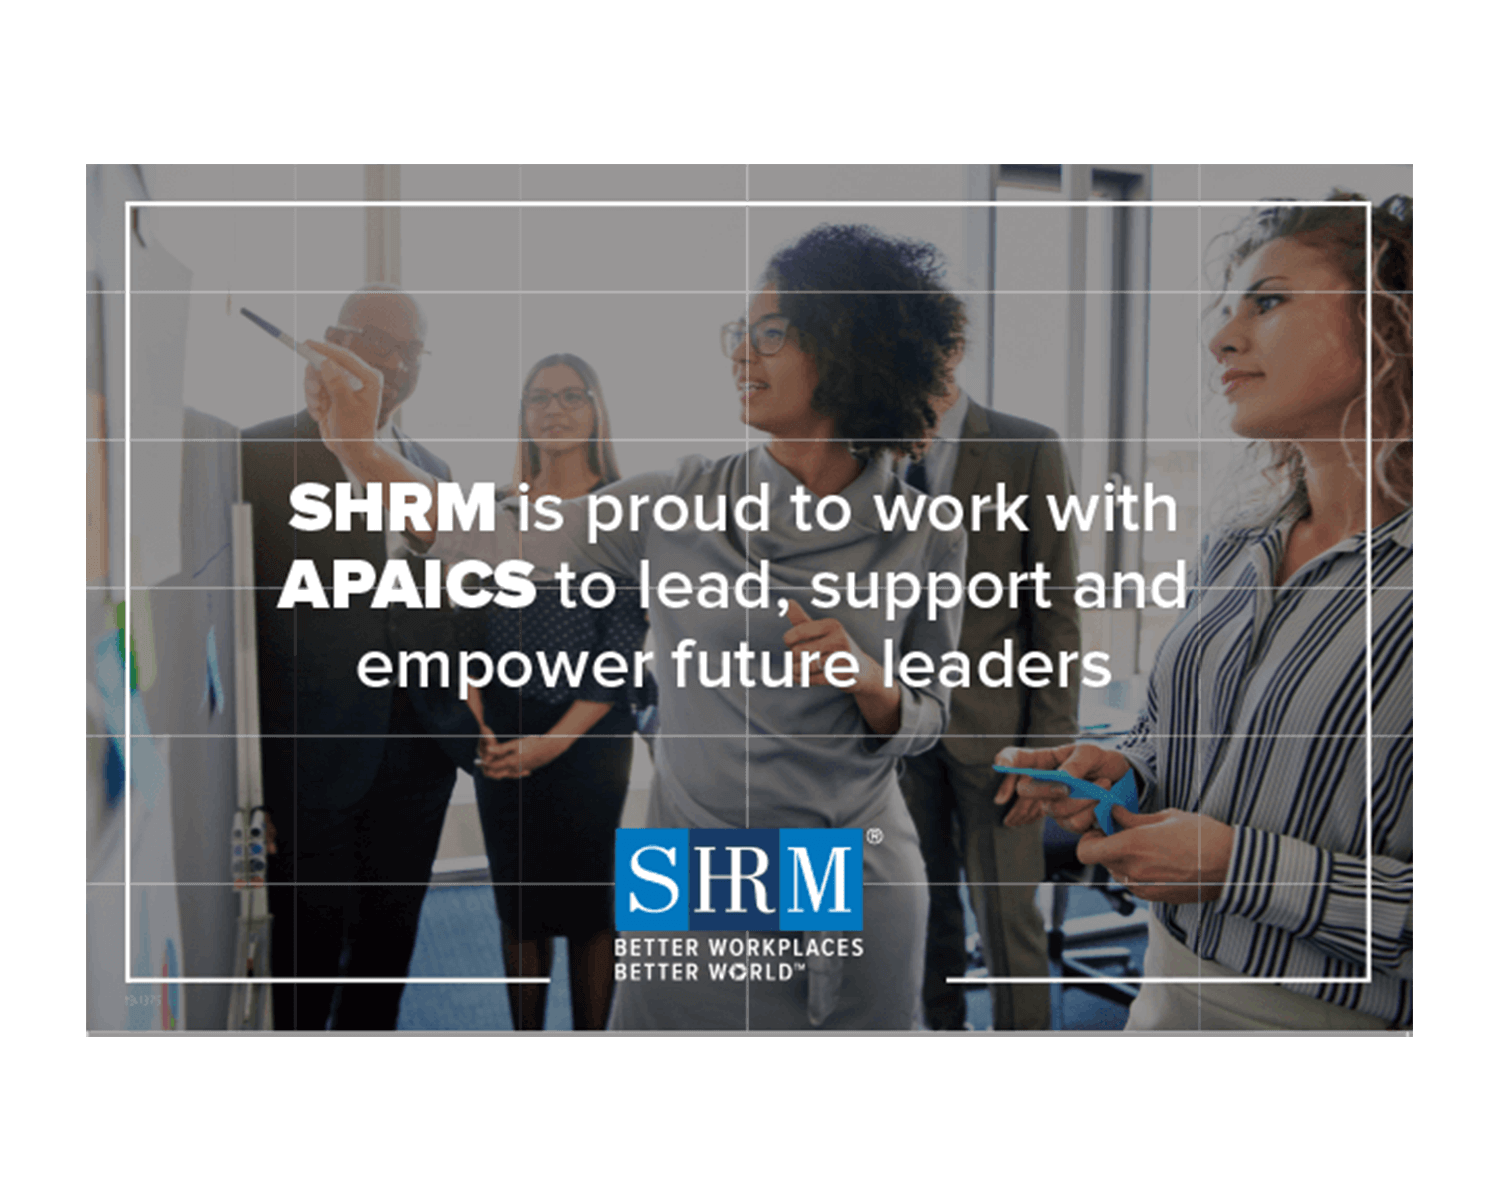 SHRM is proud to work with
APAICS to lead, support and
empower future leaders
SHRM®
BETTER WORKPLACES
BETTER WORLD™